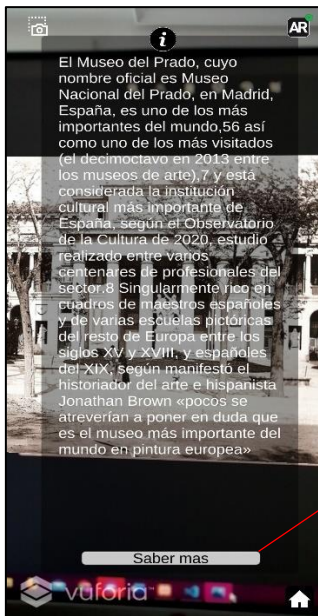 AR
i
El Museo del Prado, cuyo
nombre oficial es Museo
Nacional del Prado, en Madrid,
España, es uno de los más
importantes del mundo,56 así
como uno de los más visitados
(el decimoctavo en 2013 entre
los museos de arte),7 y está
considerada la institución
cultural más importante de
España, según el Observatorio
de la Cultura de 2020, estudio
realizado entre varios
centenares de profesionales del
sector.8 Singularmente rico en
cuadros de maestros españoles
y de varias escuelas pictóricas
del resto de Europa entre los
siglos XV y XVIII, y españoles
del XIX, según manifestó el
historiador del arte e hispanista
Jonathan Brown «pocos se
atreverían a poner en duda que
es el museo más importante del
mundo en pintura europea»
Saber mas
vuforia™